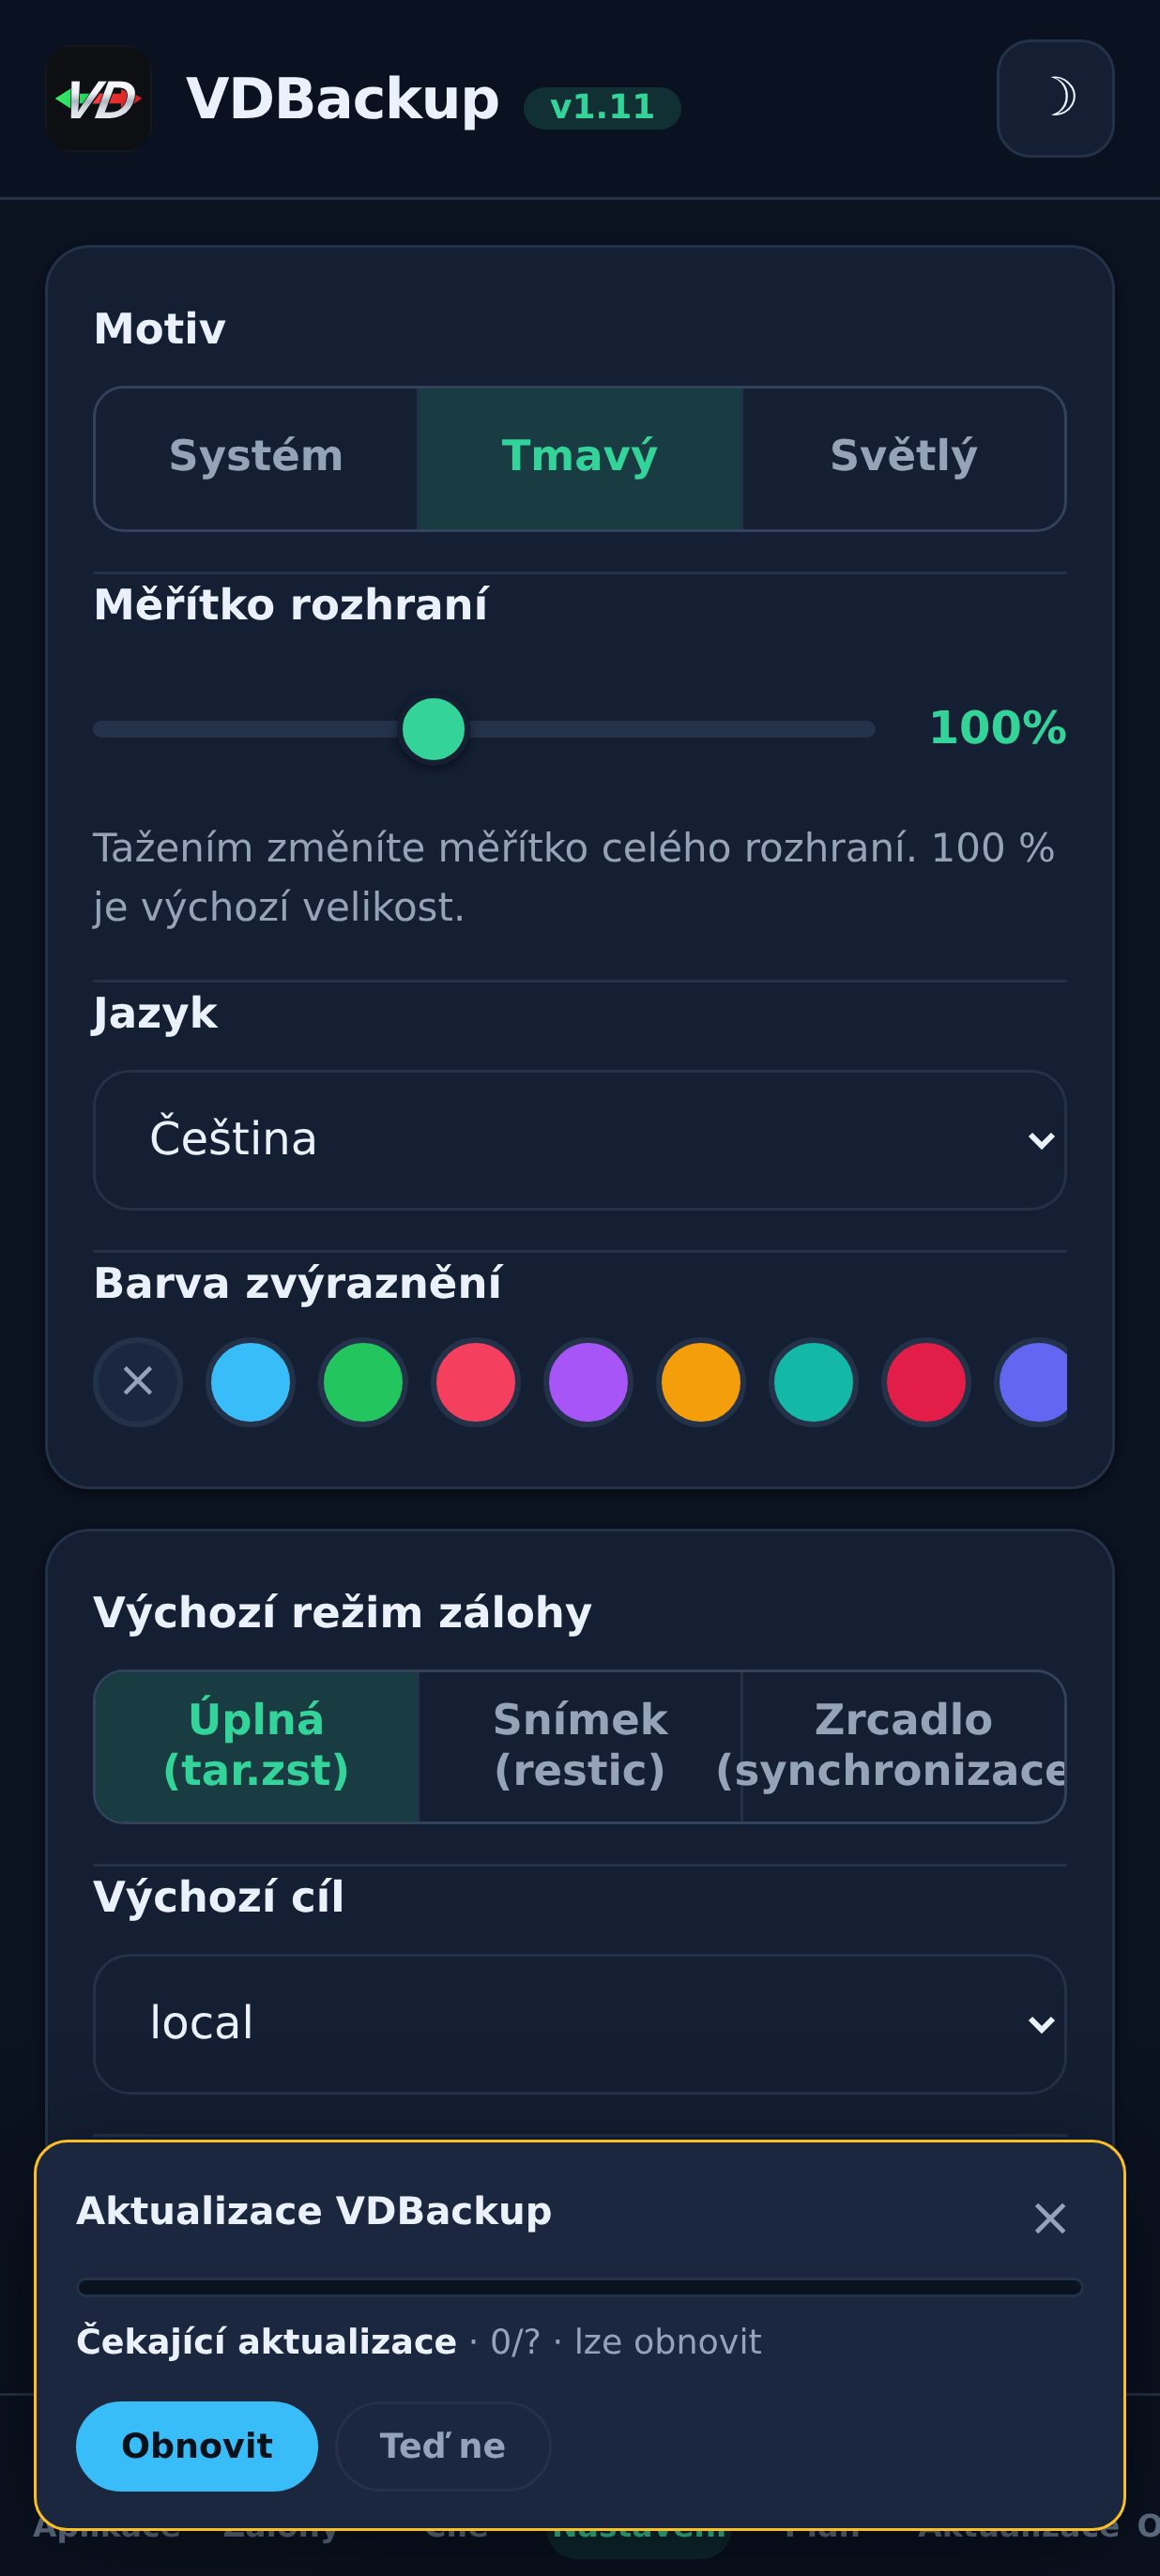 VD
VDBackup v1.11
Motiv
Systém Tmavý Světlý
Měřítko rozhraní
100%
Tažením změníte měřítko celého rozhraní. 100 %
je výchozí velikost.
Jazyk
Čeština
Barva zvýraznění
Výchozí režim zálohy
Úplná Snímek Zrcadlo
(tar.zst) (restic) (synchronizace
Výchozí cíl
local
Aktualizace VDBackup
Čekající aktualizace · 0/? · lze obnovit
Obnovit Teď ne